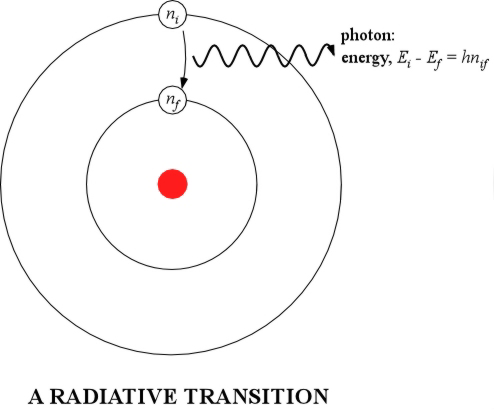 n_i
photon:
energy, E_i - E_f = hn_if
n_f
A RADIATIVE TRANSITION